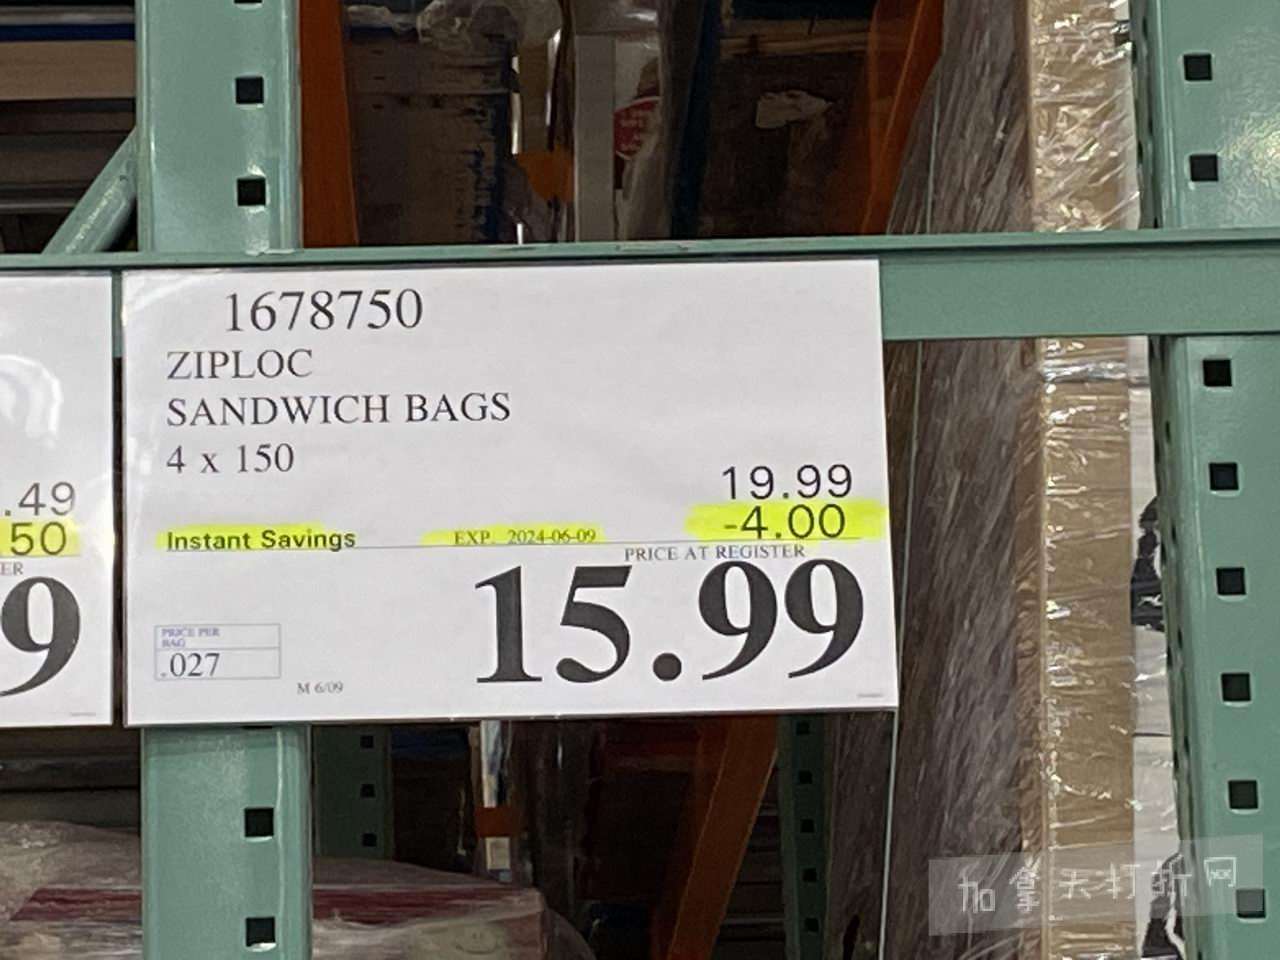 .49
50
ER
9
1678750
ZIPLOC
SANDWICH BAGS
4 x 150
19.99
Instant Savings EXP. 2024-06-09 -4.00
PRICE AT REGISTER
15.99
PRICE PER
BAG
.027
M 6/09
加拿大打折网